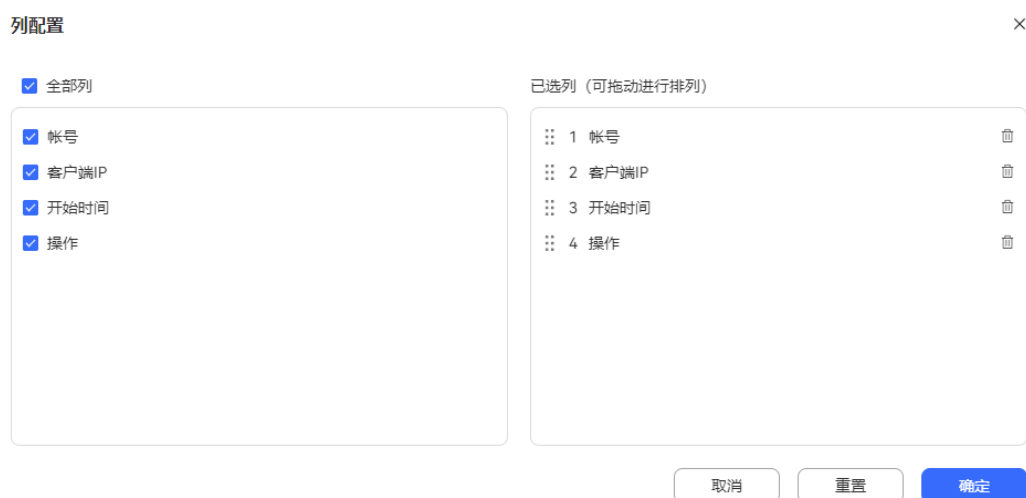 列配置
全部列
帐号
客户端IP
开始时间
操作
已选列（可拖动进行排列）
1 帐号
2 客户端IP
3 开始时间
4 操作
取消
重置
确定